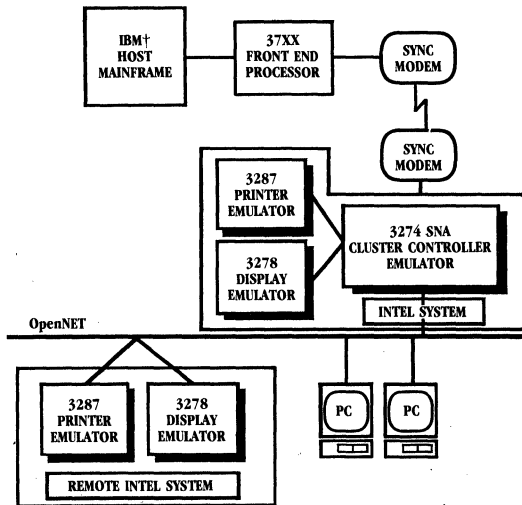 IBM†
HOST
MAINFRAME
37XX
FRONT END
PROCESSOR
SYNC
MODEM
SYNC
MODEM
3287
PRINTER
EMULATOR
3274 SNA
CLUSTER CONTROLLER
EMULATOR
3278
DISPLAY
EMULATOR
INTEL SYSTEM
OpenNET
3287
PRINTER
EMULATOR
3278
DISPLAY
EMULATOR
PC
PC
REMOTE INTEL SYSTEM